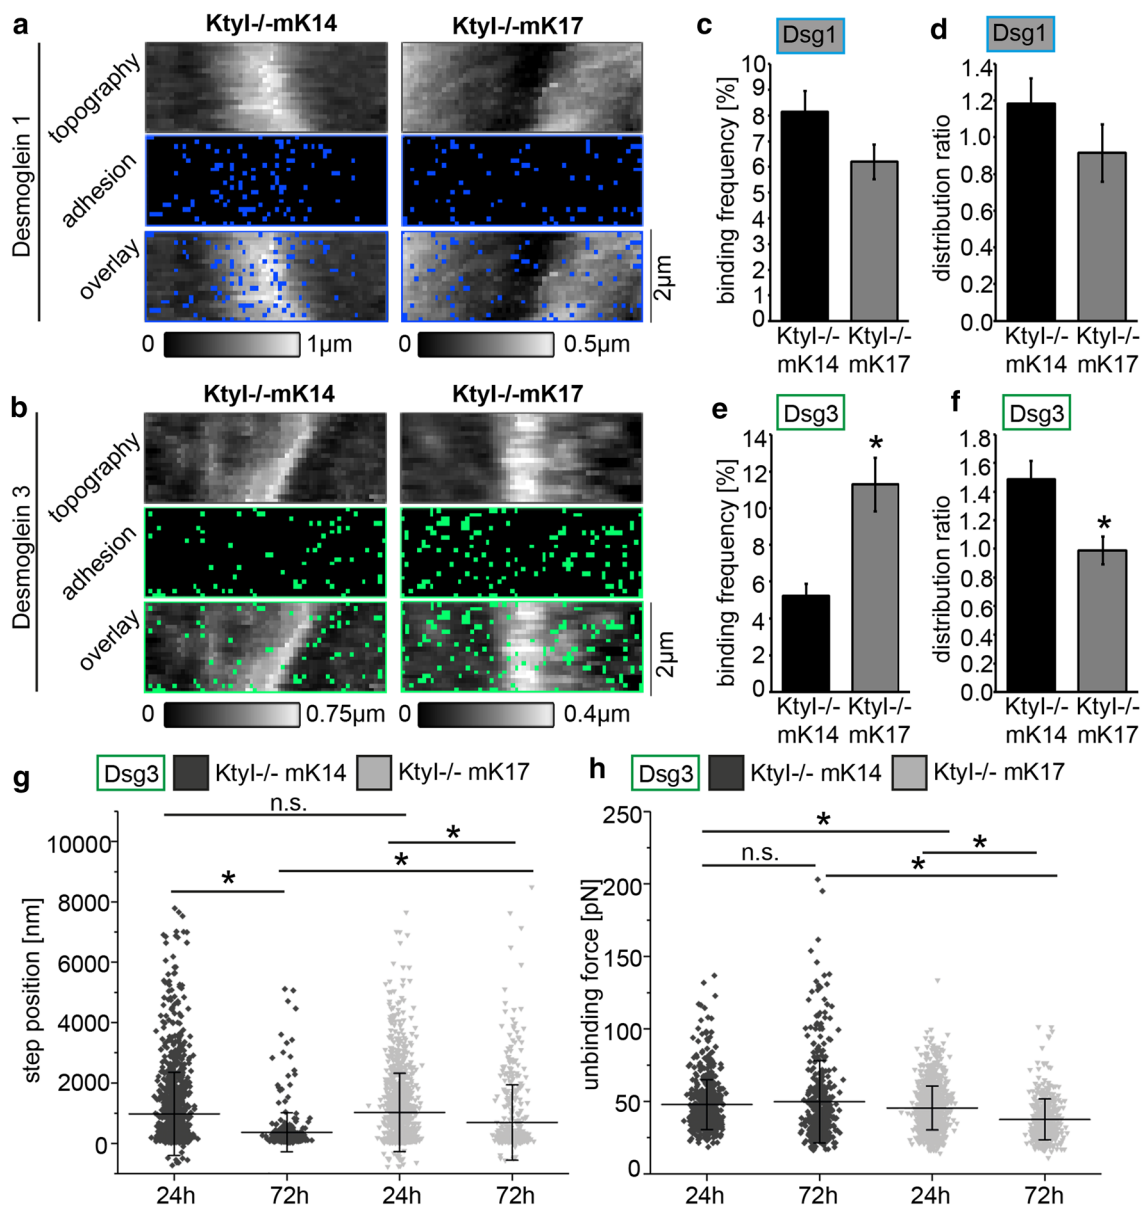 a
KtyI-/-mK14
KtyI-/-mK17
Desmoglein 1
topography
adhesion
overlay
2µm
0
1µm
0
0.5µm
b
KtyI-/-mK14
KtyI-/-mK17
Desmoglein 3
topography
adhesion
overlay
2µm
0
0.75µm
0
0.4µm
c
Dsg1
binding frequency [%]
10
9
8
7
6
5
4
3
2
1
0
KtyI-/- KtyI-/-
mK14 mK17
d
Dsg1
distribution ratio
1.4
1.2
1.0
0.8
0.6
0.4
0.2
0.0
KtyI-/- KtyI-/-
mK14 mK17
e
Dsg3
binding frequency [%]
14
12
10
8
6
4
2
0
*
KtyI-/- KtyI-/-
mK14 mK17
f
Dsg3
distribution ratio
1.8
1.6
1.4
1.2
1.0
0.8
0.6
0.4
0.2
0.0
*
KtyI-/- KtyI-/-
mK14 mK17
g
Dsg3 KtyI-/- mK14 KtyI-/- mK17
n.s.
*
*
*
step position [nm]
10000
8000
6000
4000
2000
0
24h 72h 24h 72h
h
Dsg3 KtyI-/- mK14 KtyI-/- mK17
*
*
n.s.
*
unbinding force [pN]
250
200
150
100
50
0
24h 72h 24h 72h